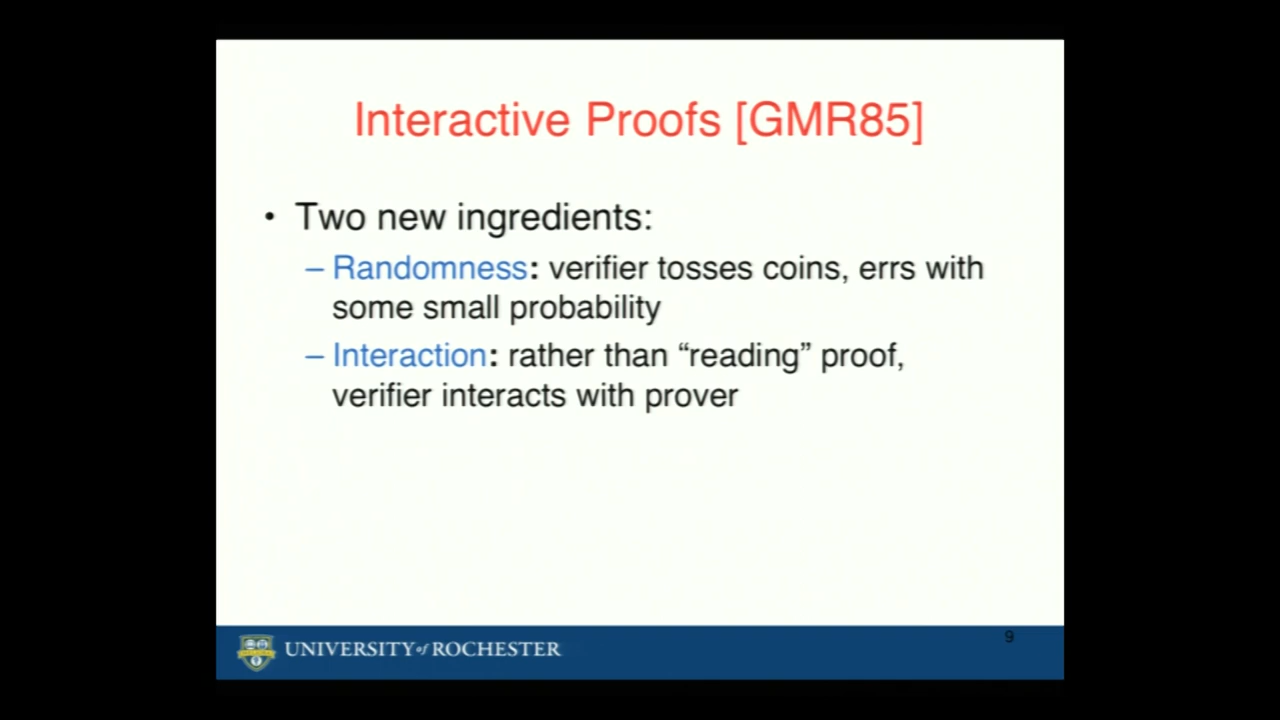 Interactive Proofs [GMR85]
• Two new ingredients:
– Randomness: verifier tosses coins, errs with
some small probability
– Interaction: rather than “reading” proof,
verifier interacts with prover
UNIVERSITY of ROCHESTER
9